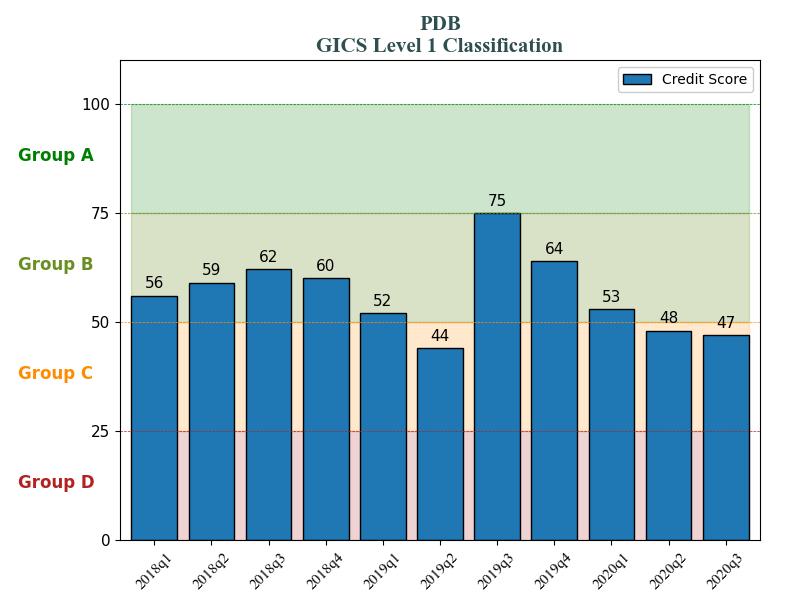 PDB
GICS Level 1 Classification
Credit Score
100
Group A
75
75
Group B
64
62
60
59
56
53
52
50
48
47
44
Group C
25
Group D
0
2018q1
2018q2
2018q3
2018q4
2019q1
2019q2
2019q3
2019q4
2020q1
2020q2
2020q3